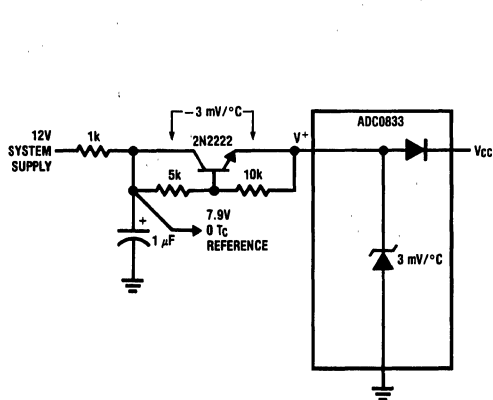 −3 mV/°C
ADC0833
12V
SYSTEM
SUPPLY
1k
2N2222
V+
VCC
5k
10k
+
1 µF
7.9V
0 TC
REFERENCE
3 mV/°C